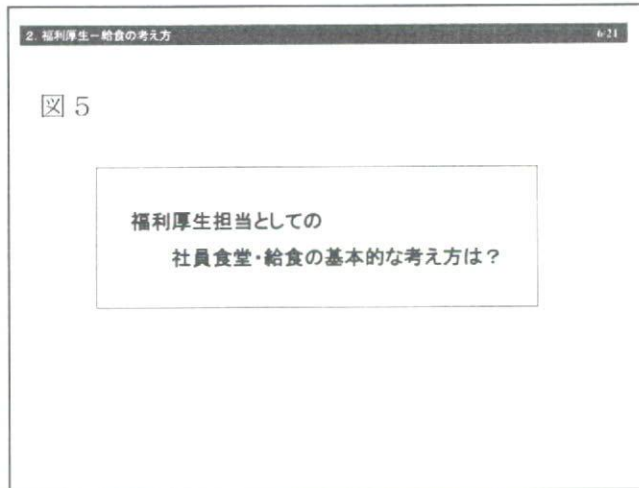 2. 福利厚生－給食の考え方
6/21
図 5
福利厚生担当としての
社員食堂・給食の基本的な考え方は？